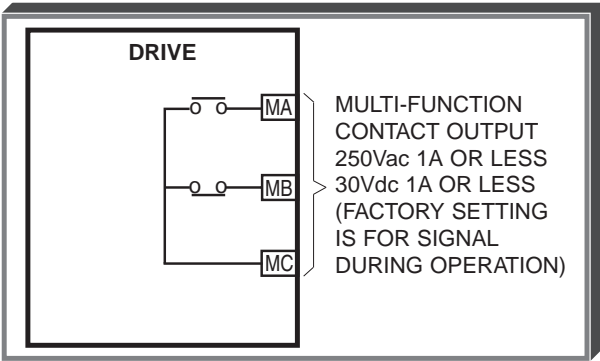 DRIVE
MA
MB
MC
MULTI-FUNCTION
CONTACT OUTPUT
250Vac 1A OR LESS
30Vdc 1A OR LESS
(FACTORY SETTING
IS FOR SIGNAL
DURING OPERATION)